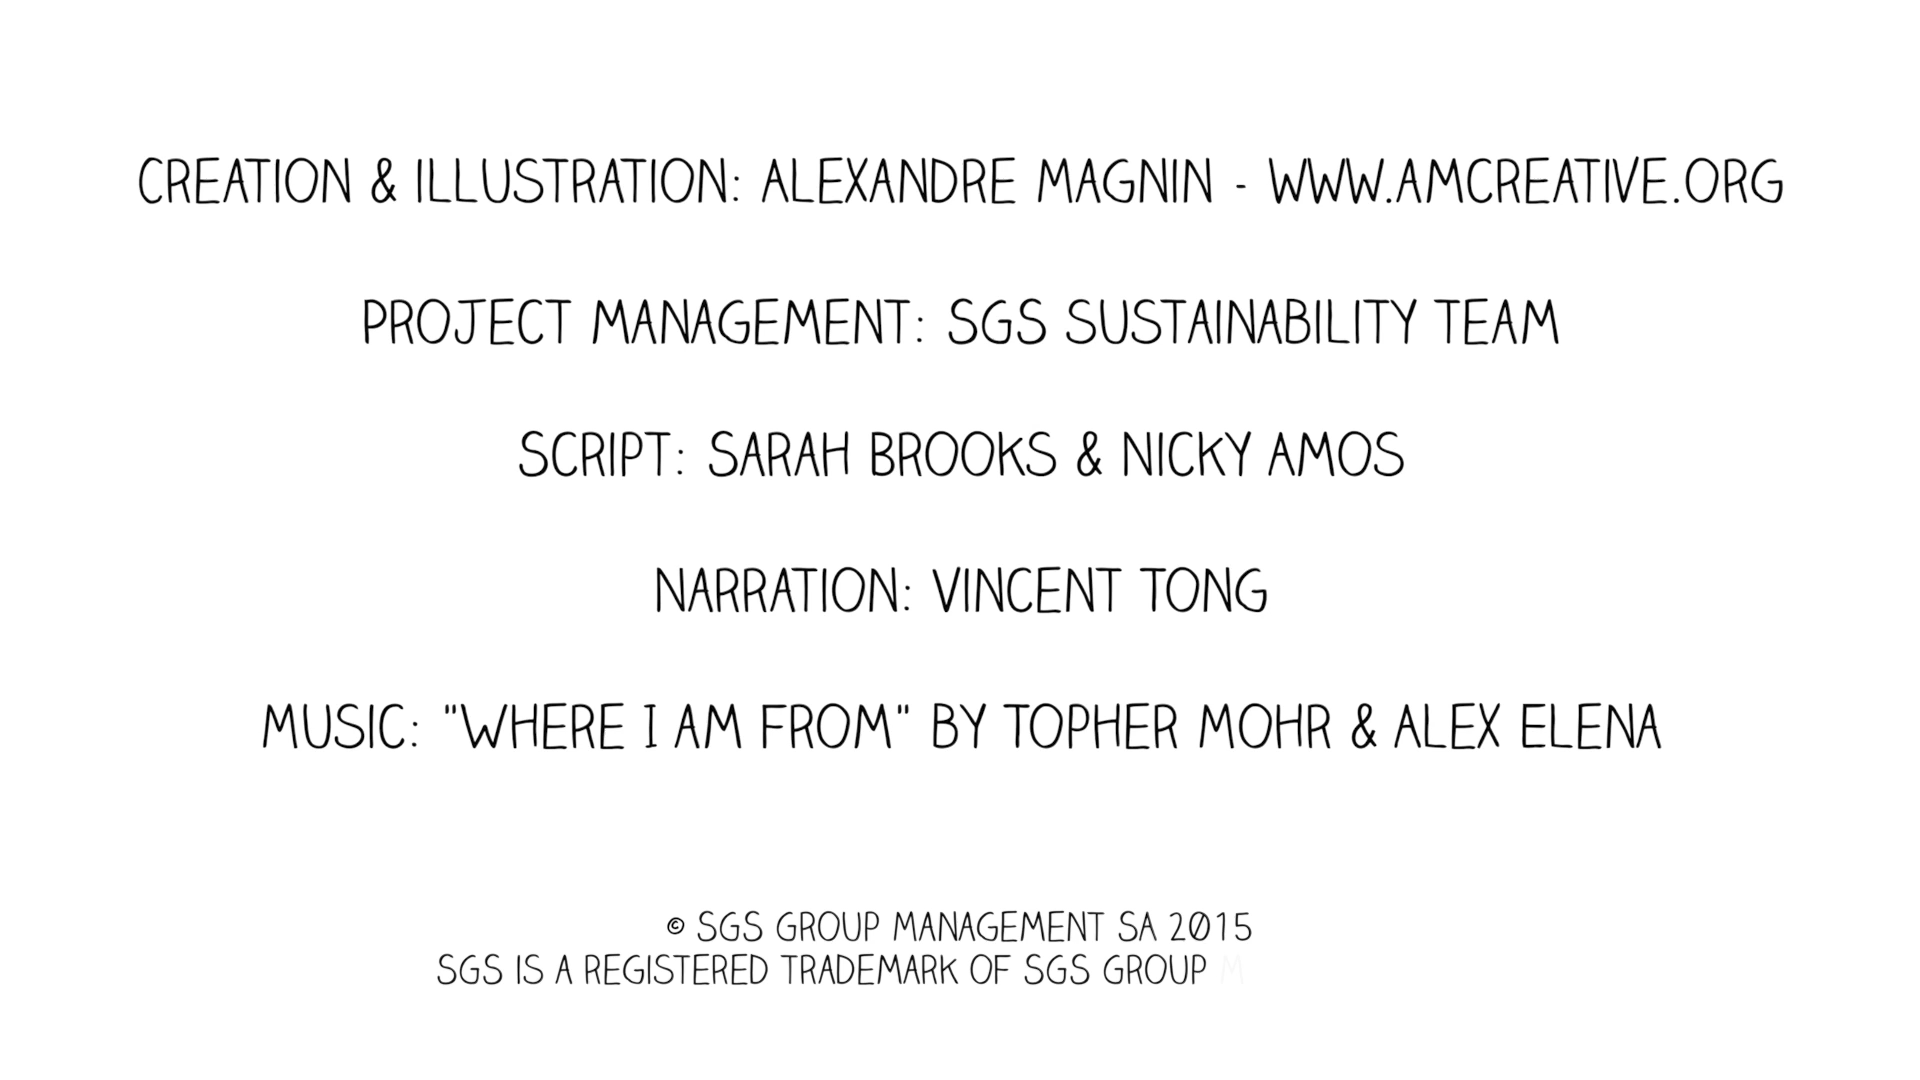 CREATION & ILLUSTRATION: ALEXANDRE MAGNIN - WWW.AMCREATIVE.ORG
PROJECT MANAGEMENT: SGS SUSTAINABILITY TEAM
SCRIPT: SARAH BROOKS & NICKY AMOS
NARRATION: VINCENT TONG
MUSIC: "WHERE I AM FROM" BY TOPHER MOHR & ALEX ELENA
© SGS GROUP MANAGEMENT SA 2015
SGS IS A REGISTERED TRADEMARK OF SGS GROUP M